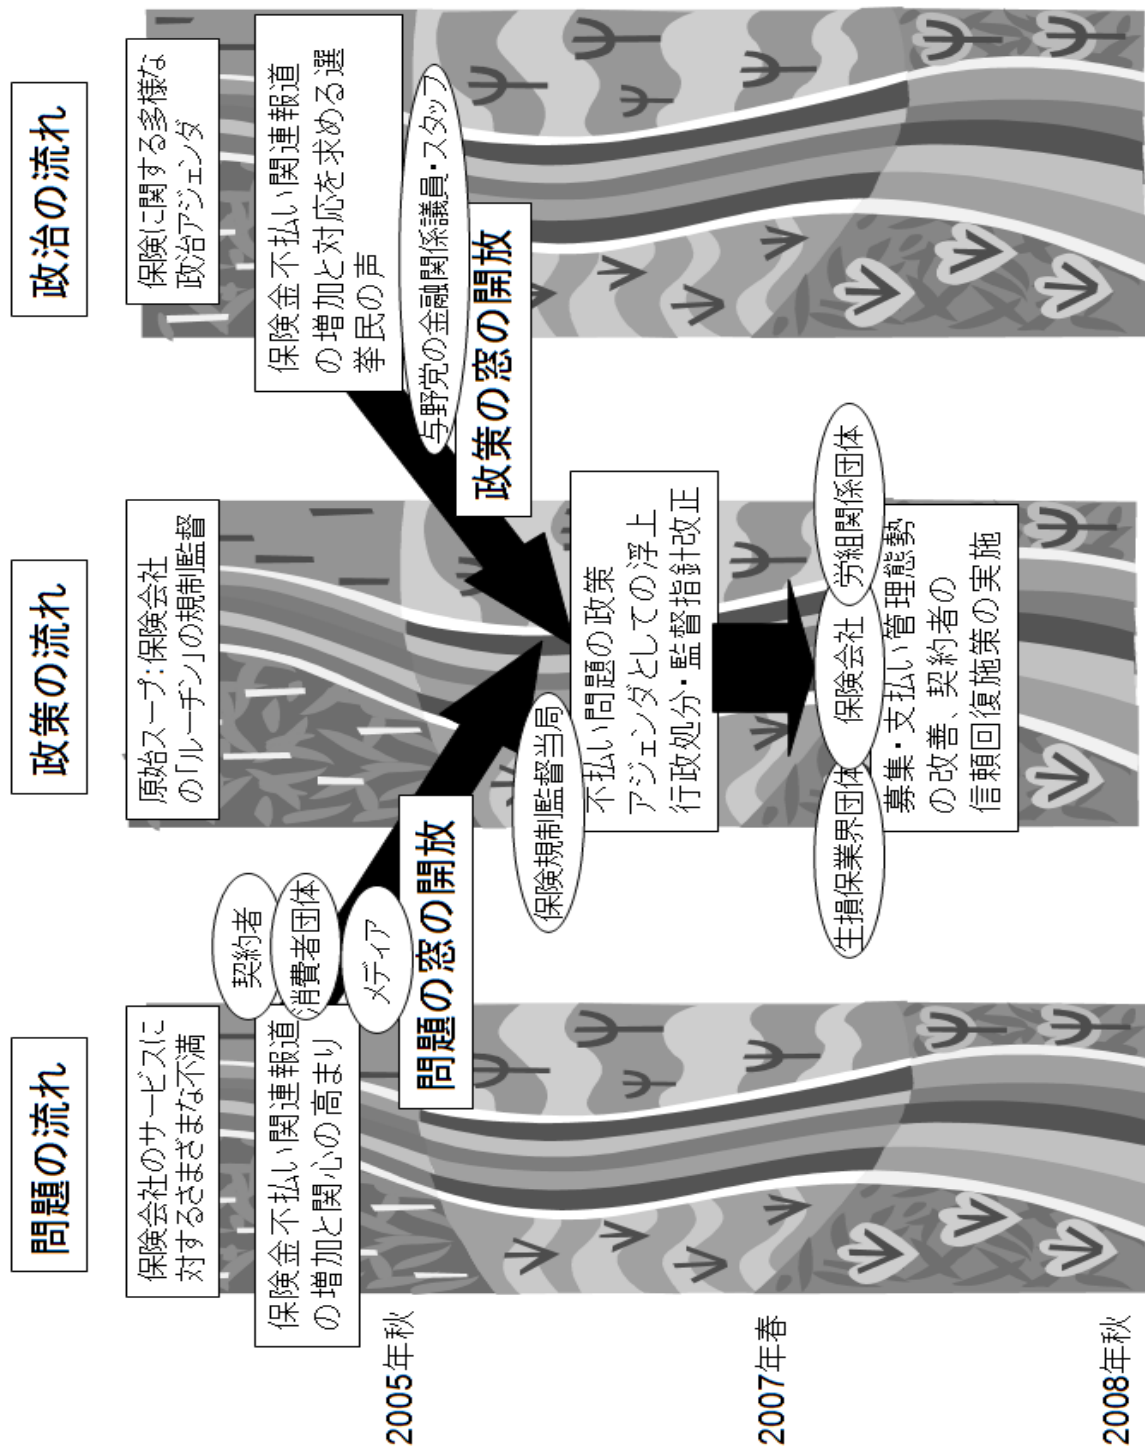 問題の流れ
政策の流れ
政治の流れ
保険会社のサービスに
対するさまざまな不満
原始スープ:保険会社
の「ルーチン」の規制監督
保険に関する多様な
政治アジェンダ
保険金不払い関連報道
の増加と関心の高まり
契約者
消費者団体
メディア
保険金不払い関連報道
の増加と対応を求める選
挙民の声
与野党の金融関係議員・スタッフ
2005年秋
問題の窓の開放
政策の窓の開放
保険規制監督当局
不払い問題の政策
アジェンダとしての浮上
行政処分・監督指針改正
2007年春
生損保業界団体
保険会社
労組関係団体
募集・支払い管理態勢
の改善、契約者の
信頼回復施策の実施
2008年秋